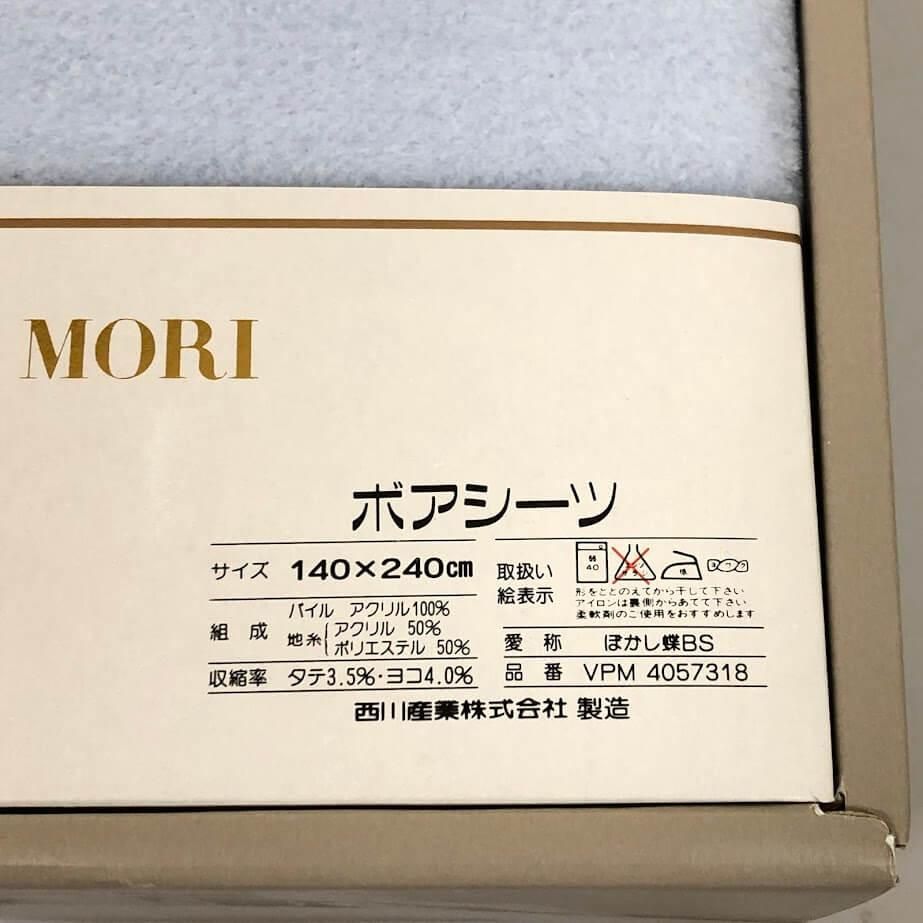 MORI
ボアシーツ
サイズ 140×240cm
組成 パイル アクリル100%
地糸 アクリル 50%
ポリエステル 50%
収縮率 タテ3.5%・ヨコ4.0%
取扱い
絵表示
弱
40
形をととのえてから干して下さい
アイロンは裏側からあてて下さい
柔軟剤のご使用をおすすめします
愛称 ぼかし蝶BS
品番 VPM 4057318
西川産業株式会社 製造